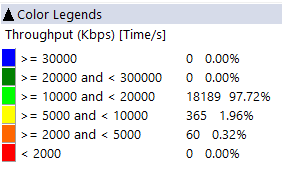 Color Legends
Throughput (Kbps) [Time/s]
>= 30000 0 0.00%
>= 20000 and < 300000 0 0.00%
>= 10000 and < 20000 18189 97.72%
>= 5000 and < 10000 365 1.96%
>= 2000 and < 5000 60 0.32%
< 2000 0 0.00%